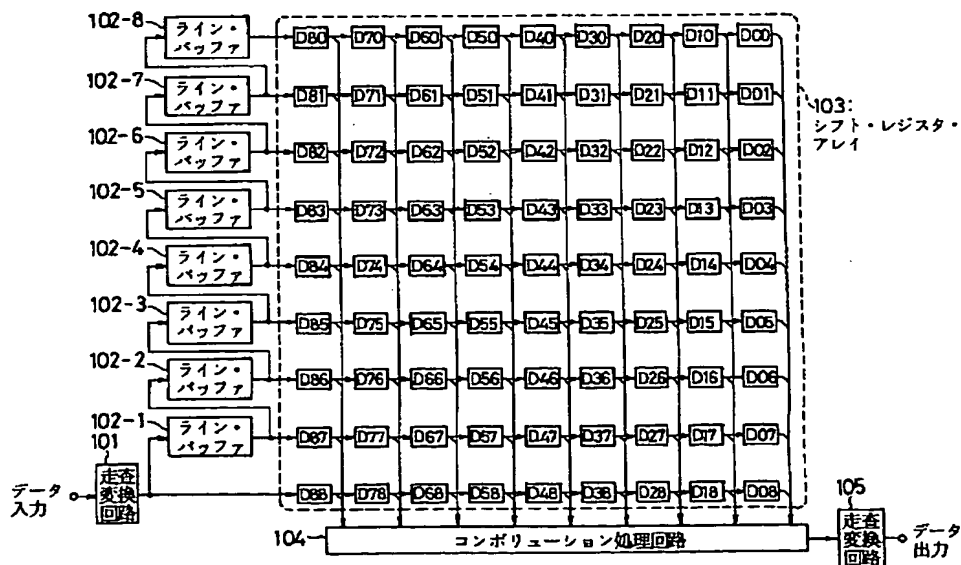 102-8
ライン・
バッファ
D80 D70 D60 D50 D40 D30 D20 D10 D00
102-7
ライン・
バッファ
D81 D71 D61 D51 D41 D31 D21 D11 D01
103:
シフト・レジスタ・
アレイ
102-6
ライン・
バッファ
D82 D72 D62 D52 D42 D32 D22 D12 D02
102-5
ライン・
バッファ
D83 D73 D63 D53 D43 D33 D23 D13 D03
102-4
ライン・
バッファ
D84 D74 D64 D54 D44 D34 D24 D14 D04
102-3
ライン・
バッファ
D85 D75 D65 D55 D45 D35 D25 D15 D05
102-2
ライン・
バッファ
D86 D76 D66 D56 D46 D36 D26 D16 D06
102-1
ライン・
バッファ
D87 D77 D67 D57 D47 D37 D27 D17 D07
101
走査
変換
回路
データ
入力
D88 D78 D68 D58 D48 D38 D28 D18 D08
104
コンボリューション処理回路
105
走査
変換
回路
データ
出力